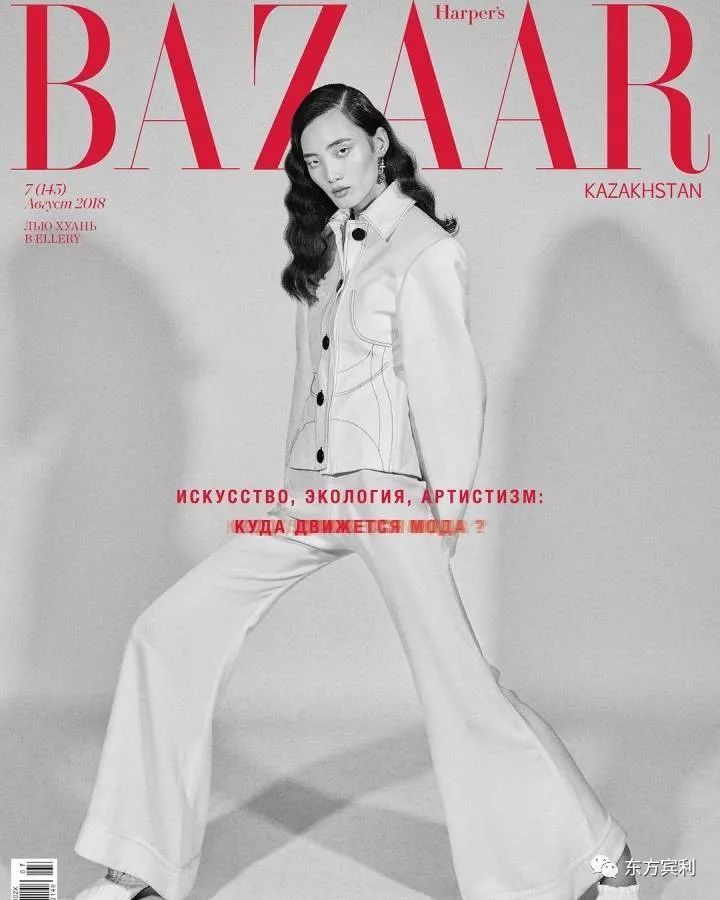 Harper's
BAZAAR
KAZAKHSTAN
7 (145)
Август 2018
ЛЬЮ ХУАНЬ
В ELLERY
ИСКУССТВО, ЭКОЛОГИЯ, АРТИСТИЗМ:
КУДА ДВИЖЕТСЯ МОДА ?
07
东方宾利